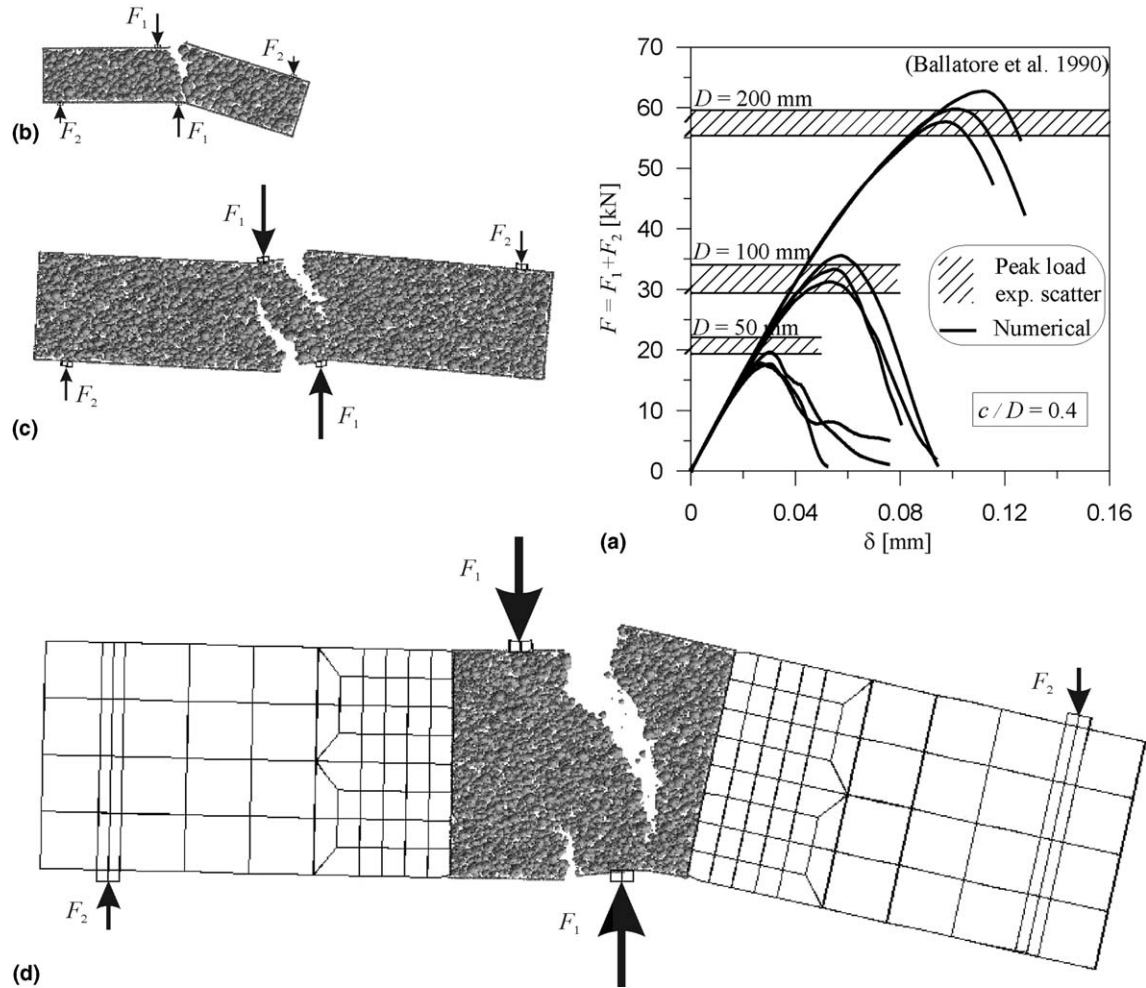 F₁
F₂
F₂
F₁
(b)
F₁
F₂
F₂
F₁
(c)
70
60
50
40
30
20
10
0
F = F₁ + F₂ [kN]
(Ballatore et al. 1990)
D = 200 mm
D = 100 mm
D = 50 mm
Peak load
exp. scatter
Numerical
c / D = 0.4
0 0.04 0.08 0.12 0.16
δ [mm]
(a)
F₁
F₂
F₂
F₁
(d)